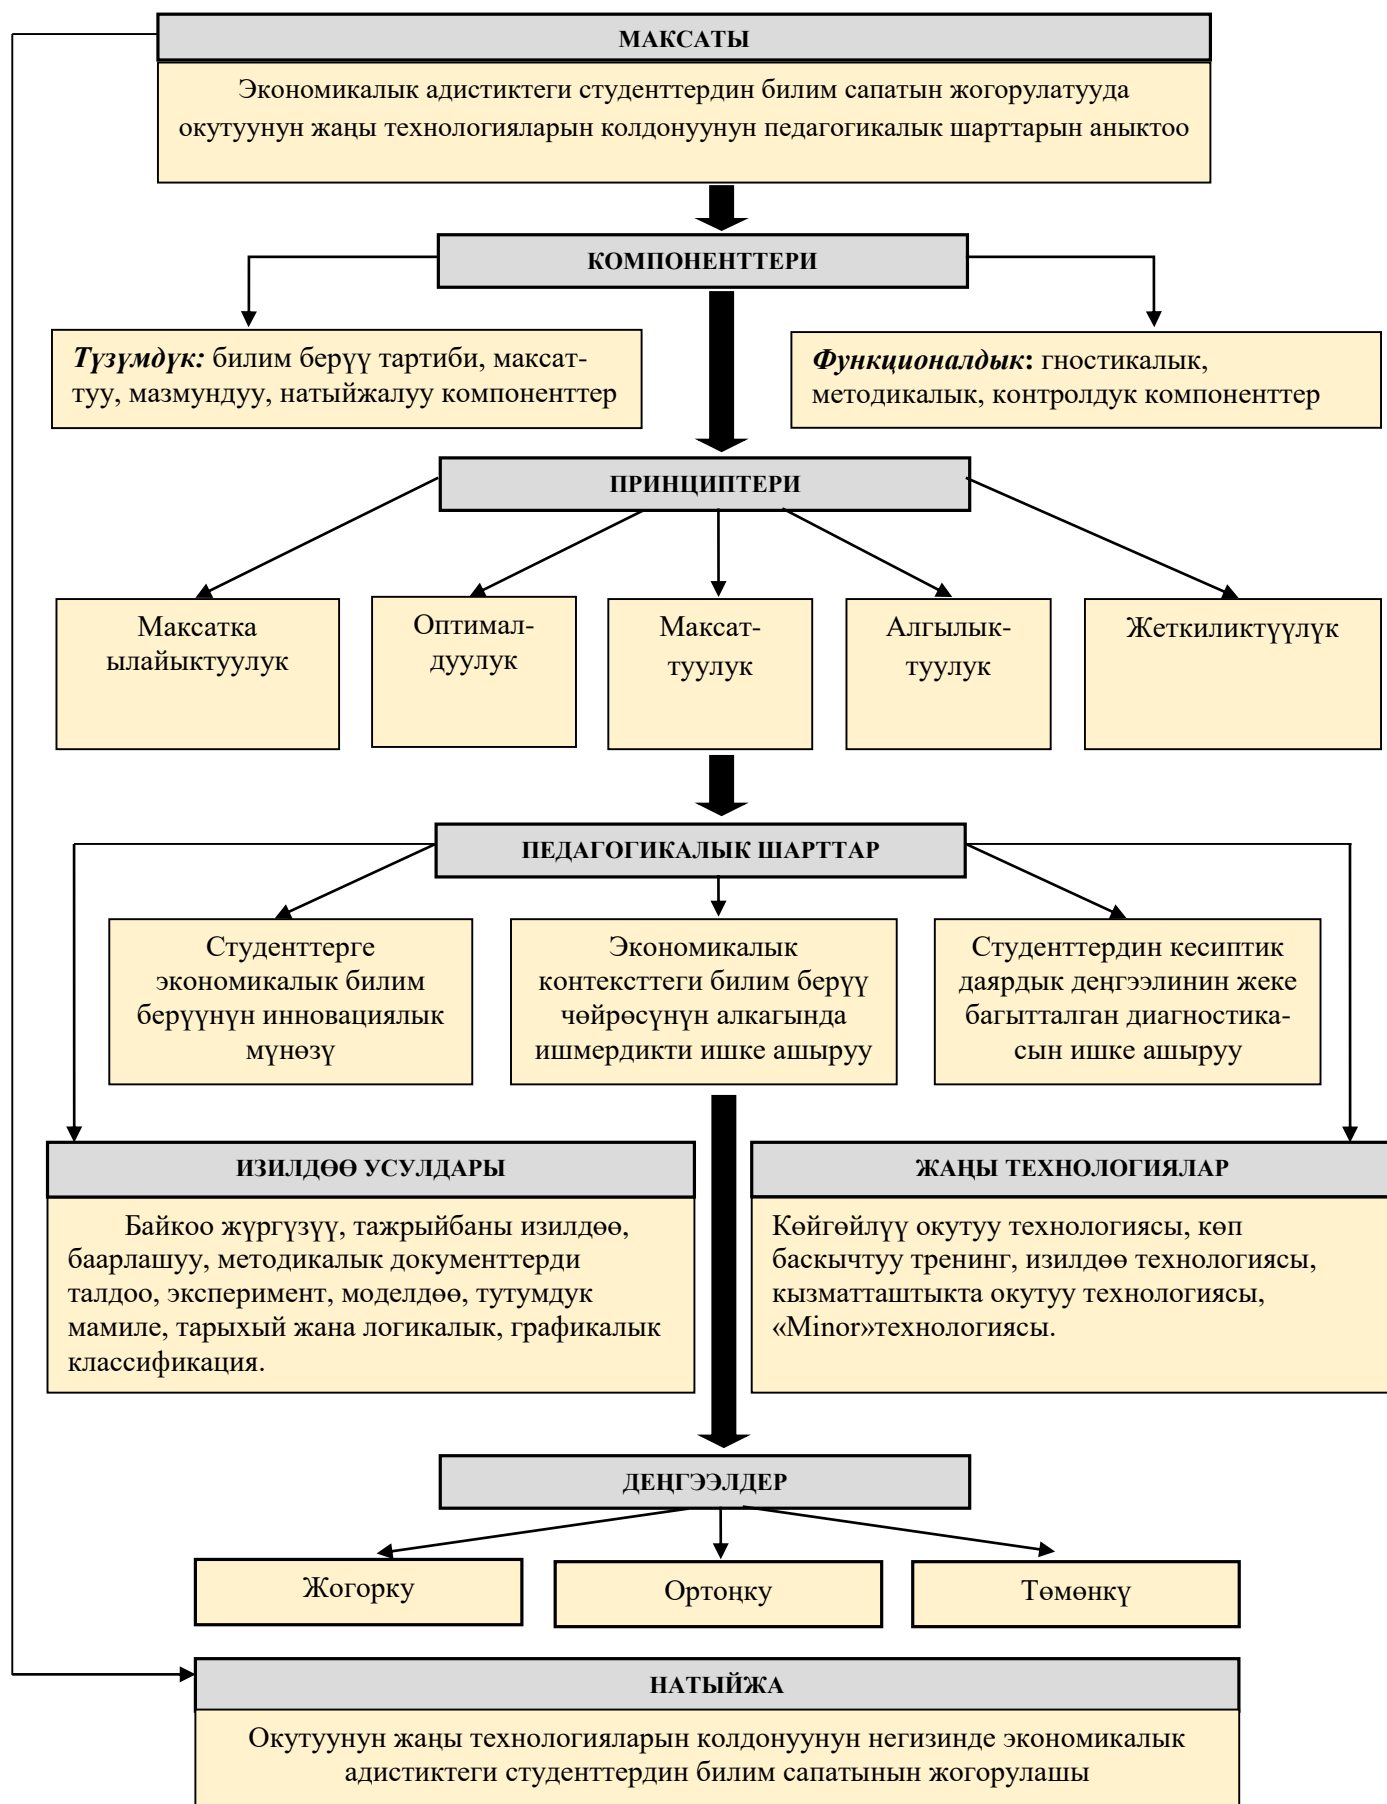 МАКСАТЫ
Экономикалык адистиктеги студенттердин билим сапатын жогорулатууда
окутуунун жаңы технологияларын колдонуунун педагогикалык шарттарын аныктоо
КОМПОНЕНТТЕРИ
Түзүмдүк: билим берүү тартиби, максат-
туу, мазмундуу, натыйжалуу компоненттер
Функционалдык: гностикалык,
методикалык, контролдук компоненттер
ПРИНЦИПТЕРИ
Максатка
ылайыктуулук
Оптимал-
дуулук
Максат-
туулук
Алгылык-
туулук
Жеткиликтүүлүк
ПЕДАГОГИКАЛЫК ШАРТТАР
Студенттерге
экономикалык билим
берүүнүн инновациялык
мүнөзү
Экономикалык
контексттеги билим берүү
чөйрөсүнүн алкагында
ишмердикти ишке ашыруу
Студенттердин кесиптик
даярдык деңгээлинин жеке
багытталган диагностика-
сын ишке ашыруу
ИЗИЛДӨӨ УСУЛДАРЫ
Байкоо жүргүзүү, тажрыйбаны изилдөө,
баарлашуу, методикалык документтерди
талдоо, эксперимент, моделдөө, тутумдук
мамиле, тарыхый жана логикалык, графикалык
классификация.
ЖАҢЫ ТЕХНОЛОГИЯЛАР
Көйгөйлүү окутуу технологиясы, көп
баскычтуу тренинг, изилдөө технологиясы,
кызматташтыкта окутуу технологиясы,
«Minor»технологиясы.
ДЕҢГЭЭЛДЕР
Жогорку
Ортоңку
Төмөнкү
НАТЫЙЖА
Окутуунун жаңы технологияларын колдонуунун негизинде экономикалык
адистиктеги студенттердин билим сапатынын жогорулашы